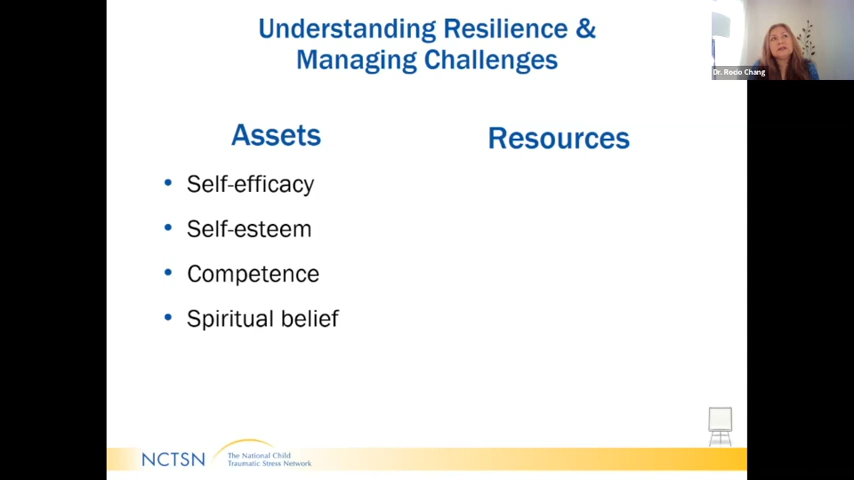 Understanding Resilience &
Managing Challenges
Dr. Rocio Chang
Assets
Resources
• Self-efficacy
• Self-esteem
• Competence
• Spiritual belief
NCTSN
The National Child
Traumatic Stress Network